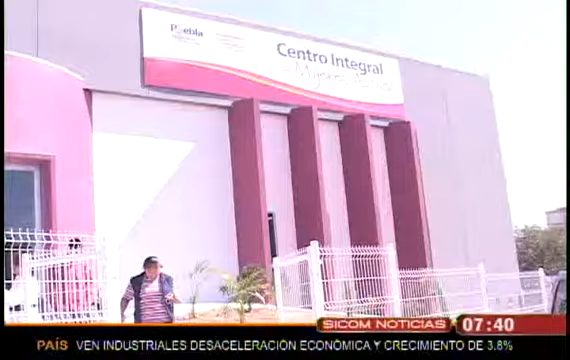 Puebla
Centro Integral
SICOM NOTICIAS 07:40
PAÍS VEN INDUSTRIALES DESACELERACIÓN ECONÓMICA Y CRECIMIENTO DE 3.8%